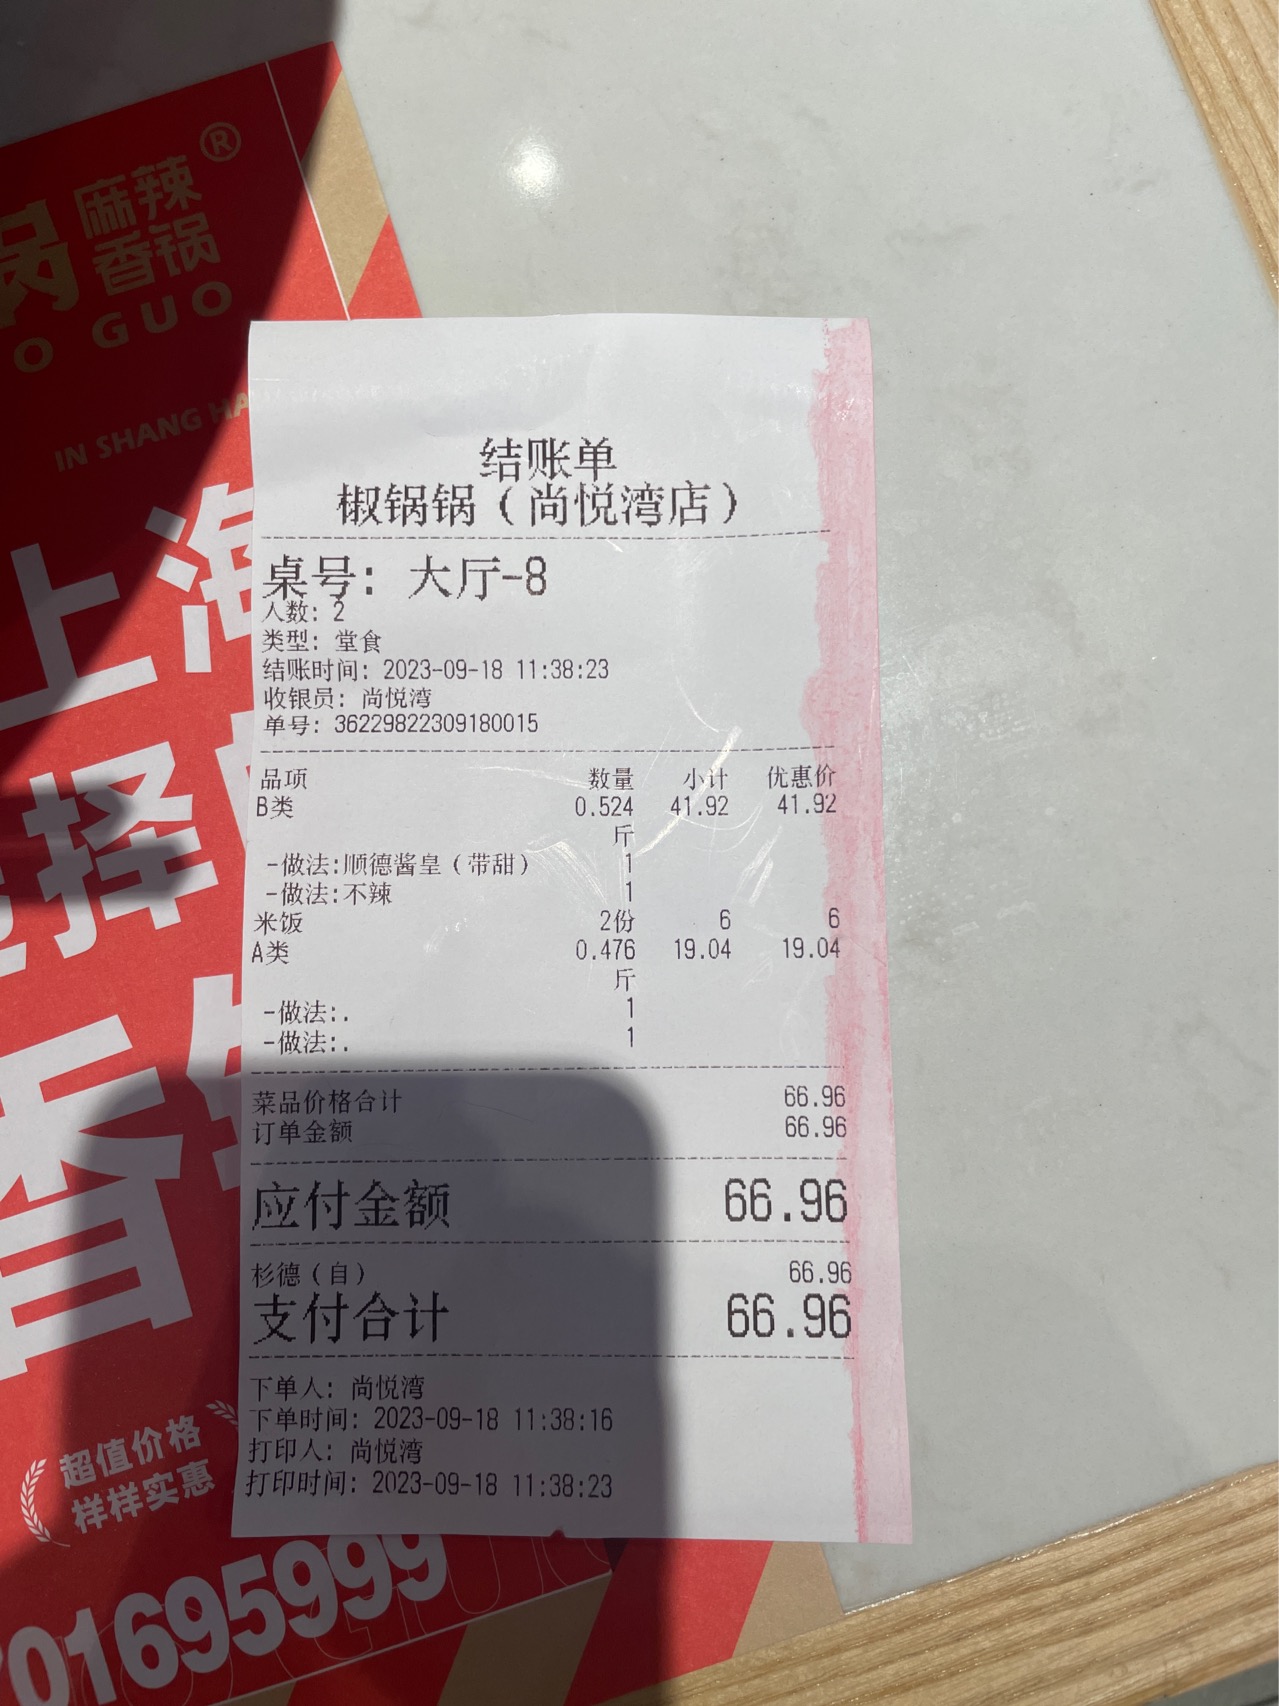 锅 麻辣
香锅
®
O GUO
IN SHANG HA
上海
择
香
超值价格
样样实惠
01695999
结账单
椒锅锅（尚悦湾店）
桌号: 大厅-8
人数: 2
类型: 堂食
结账时间: 2023-09-18 11:38:23
收银员: 尚悦湾
单号: 36229822309180015
品项 数量 小计 优惠价
B类 0.524 41.92 41.92
斤
-做法:顺德酱皇（带甜） 1
-做法:不辣 1
米饭 2份 6 6
A类 0.476 19.04 19.04
斤
-做法:. 1
-做法:. 1
菜品价格合计 66.96
订单金额 66.96
应付金额 66.96
杉德（自） 66.96
支付合计 66.96
下单人: 尚悦湾
下单时间: 2023-09-18 11:38:16
打印人: 尚悦湾
打印时间: 2023-09-18 11:38:23